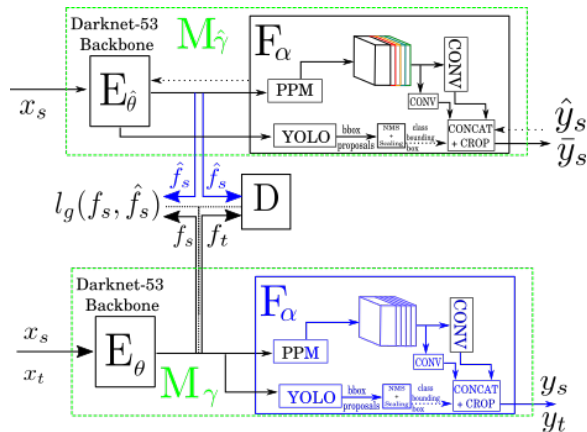 Darknet-53
Backbone
M_γ̂
F_α
E_θ̂
x_s
PPM
CONV
CONV
YOLO
bbox
proposals
NMS
+
Scaling
class
bounding
box
CONCAT
+ CROP
ŷ_s
ȳ_s
f̂_s f̂_s
l_g(f_s, f̂_s)
D
f_s f_t
Darknet-53
Backbone
F_α
E_θ
x_s
x_t
M_γ
PPM
CONV
CONV
YOLO
bbox
proposals
NMS
+
Scaling
class
bounding
box
CONCAT
+ CROP
y_s
y_t